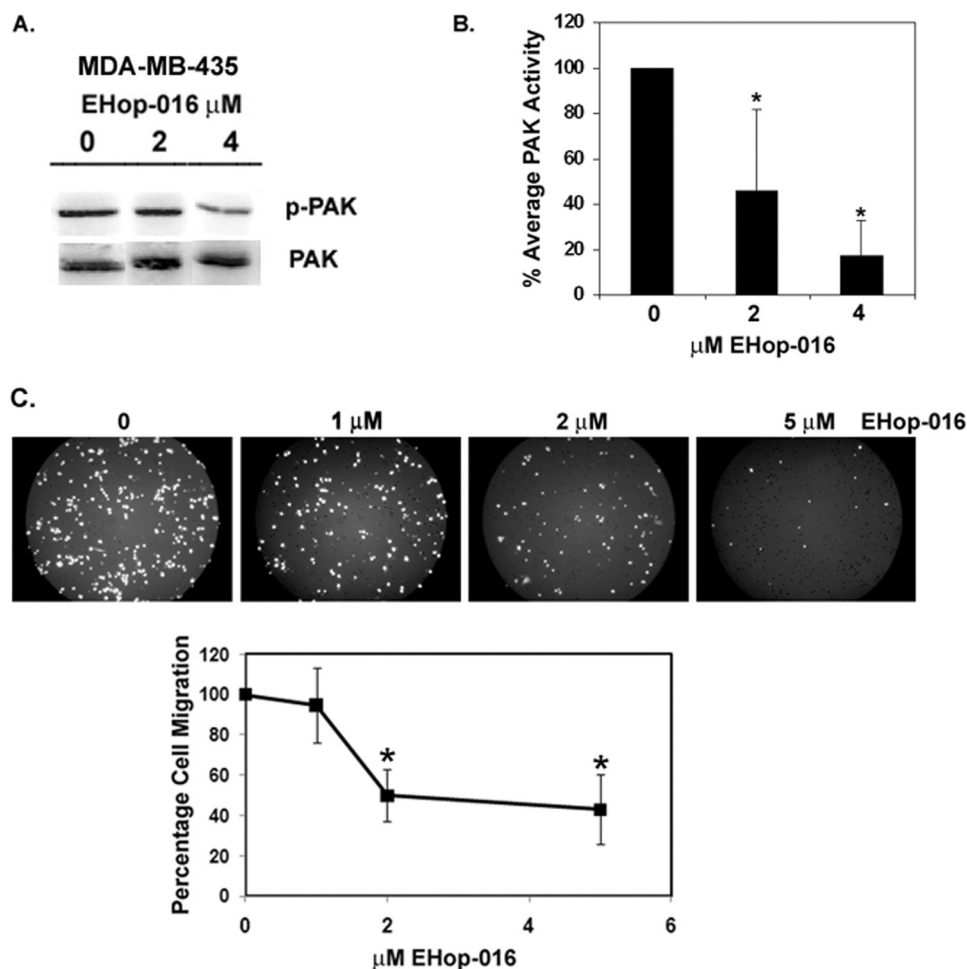 A.
MDA-MB-435
EHop-016 μM
0 2 4
p-PAK
PAK
B.
% Average PAK Activity
120
100
80
60
40
20
0
*
*
0 2 4
μM EHop-016
C.
0 1 μM 2 μM 5 μM EHop-016
Percentage Cell Migration
120
100
80
60
40
20
0
*
*
0 2 4 6
μM EHop-016